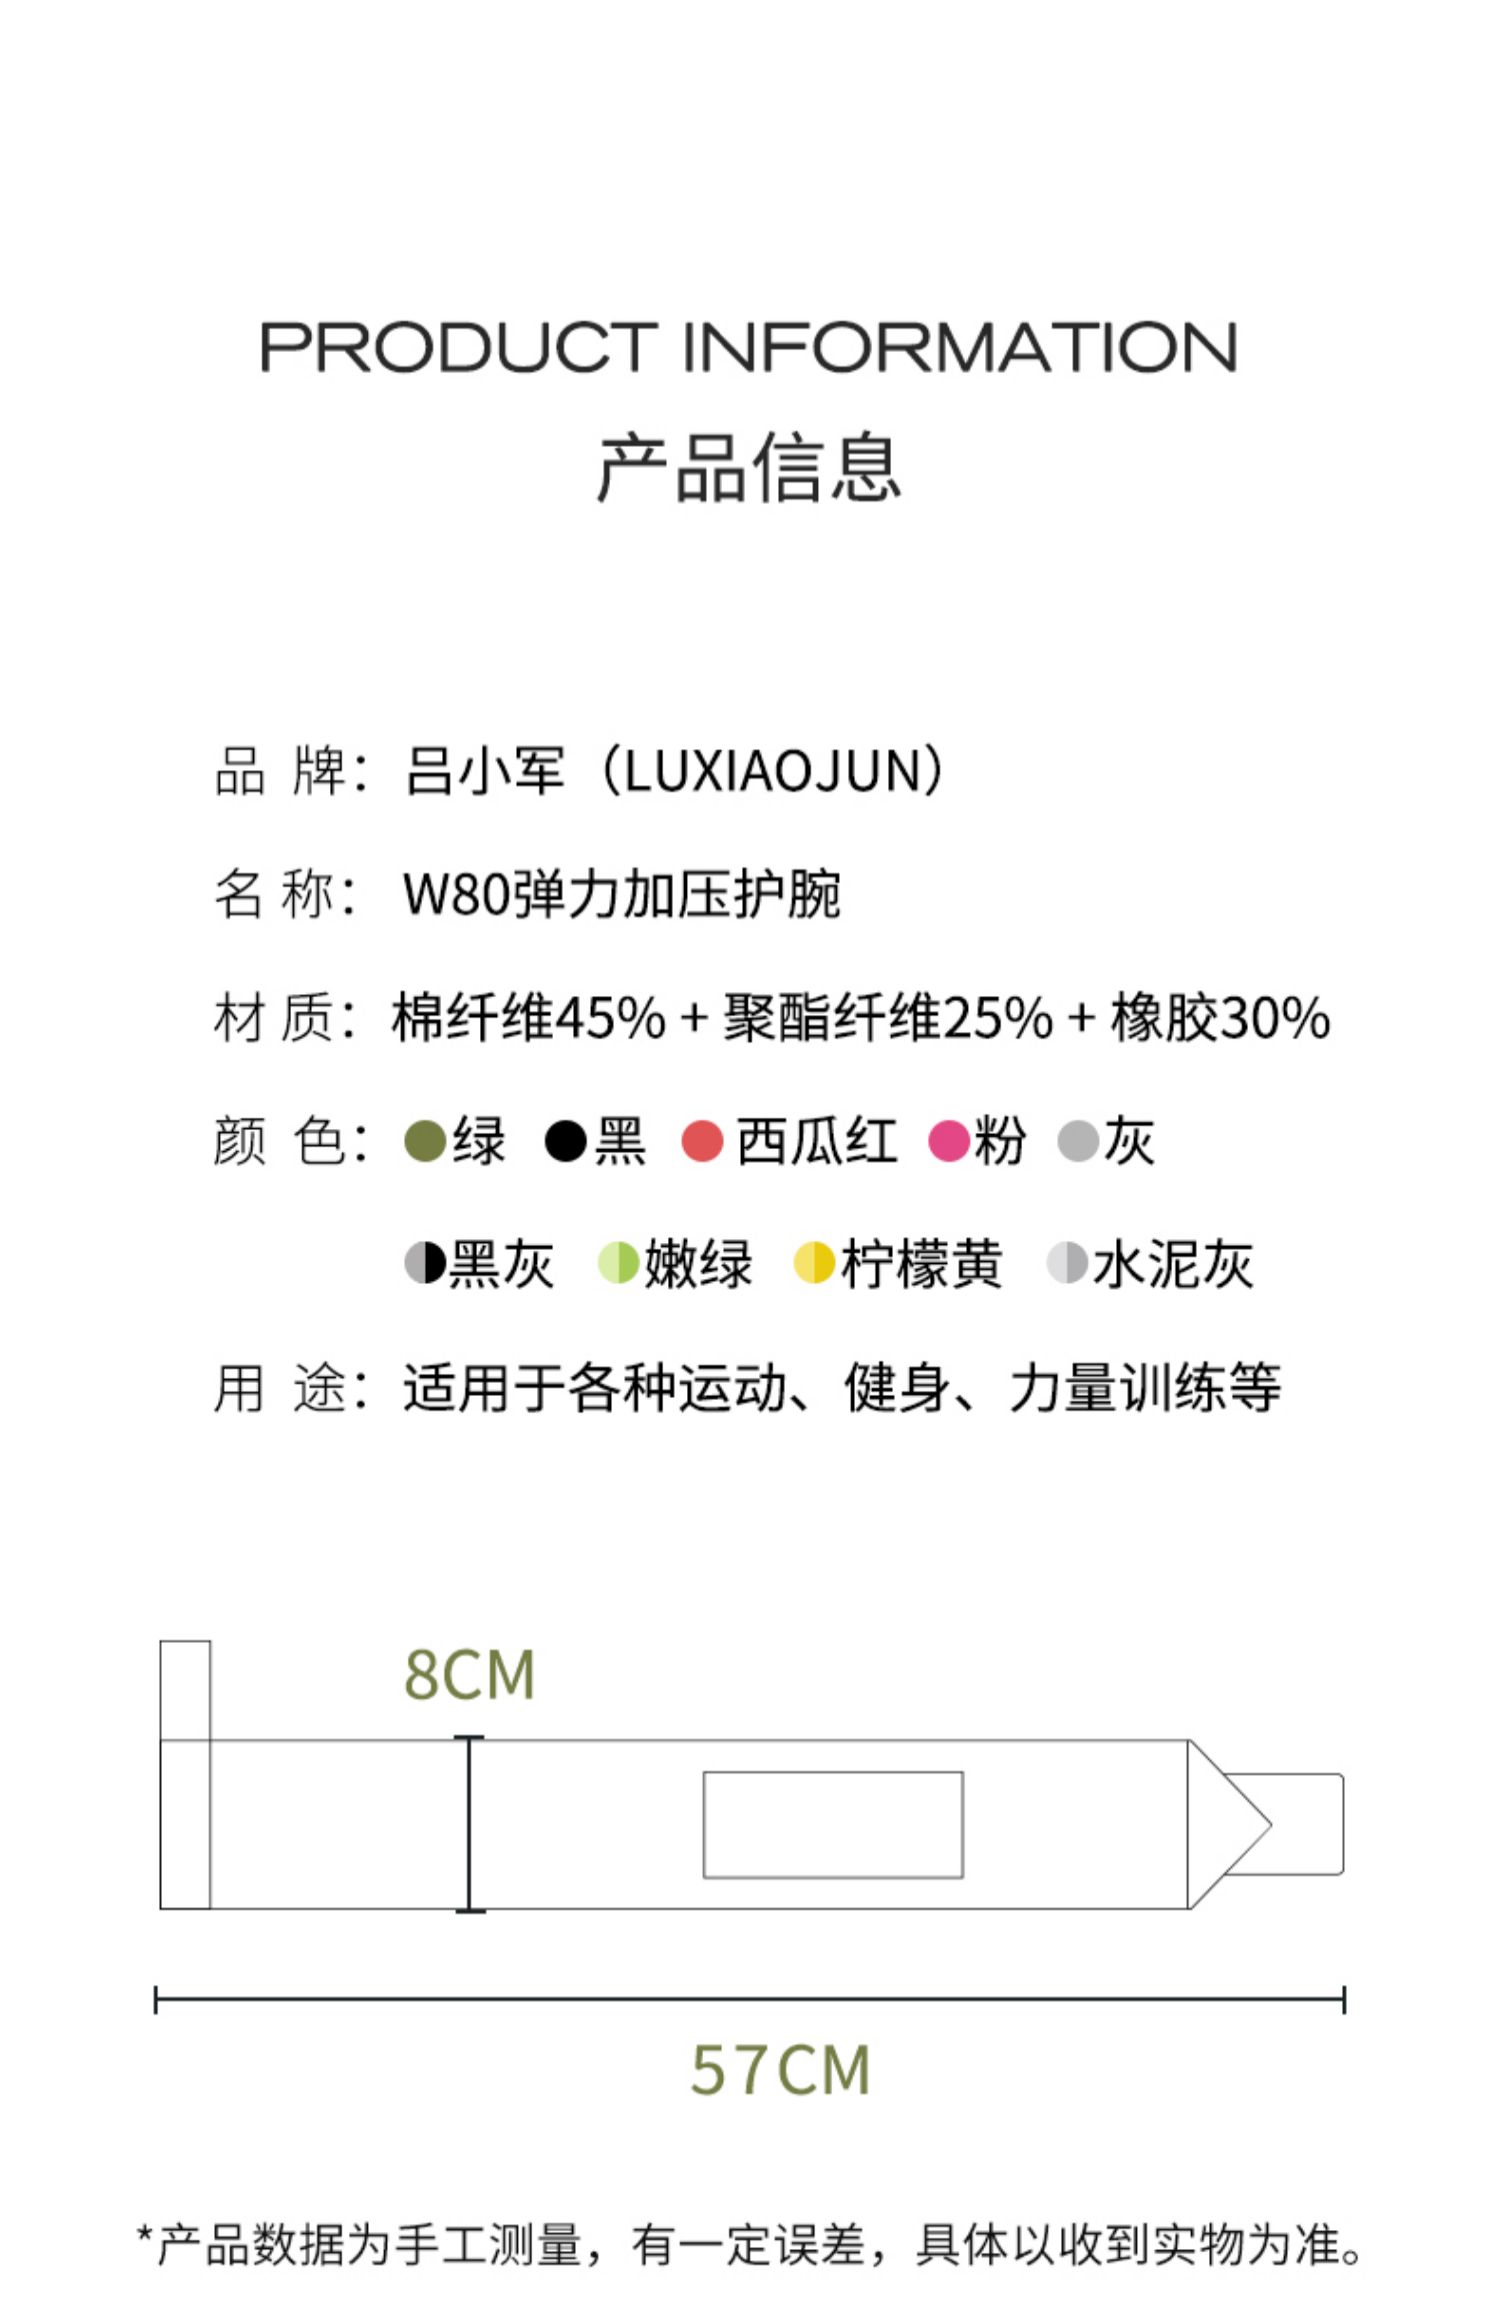 PRODUCT INFORMATION
产品信息
品 牌：吕小军（LUXIAOJUN）
名 称： W80弹力加压护腕
材 质：棉纤维45% + 聚酯纤维25% + 橡胶30%
颜 色： 绿 黑 西瓜红 粉 灰
黑灰 嫩绿 柠檬黄 水泥灰
用 途：适用于各种运动、健身、力量训练等
8CM
57CM
*产品数据为手工测量，有一定误差，具体以收到实物为准。